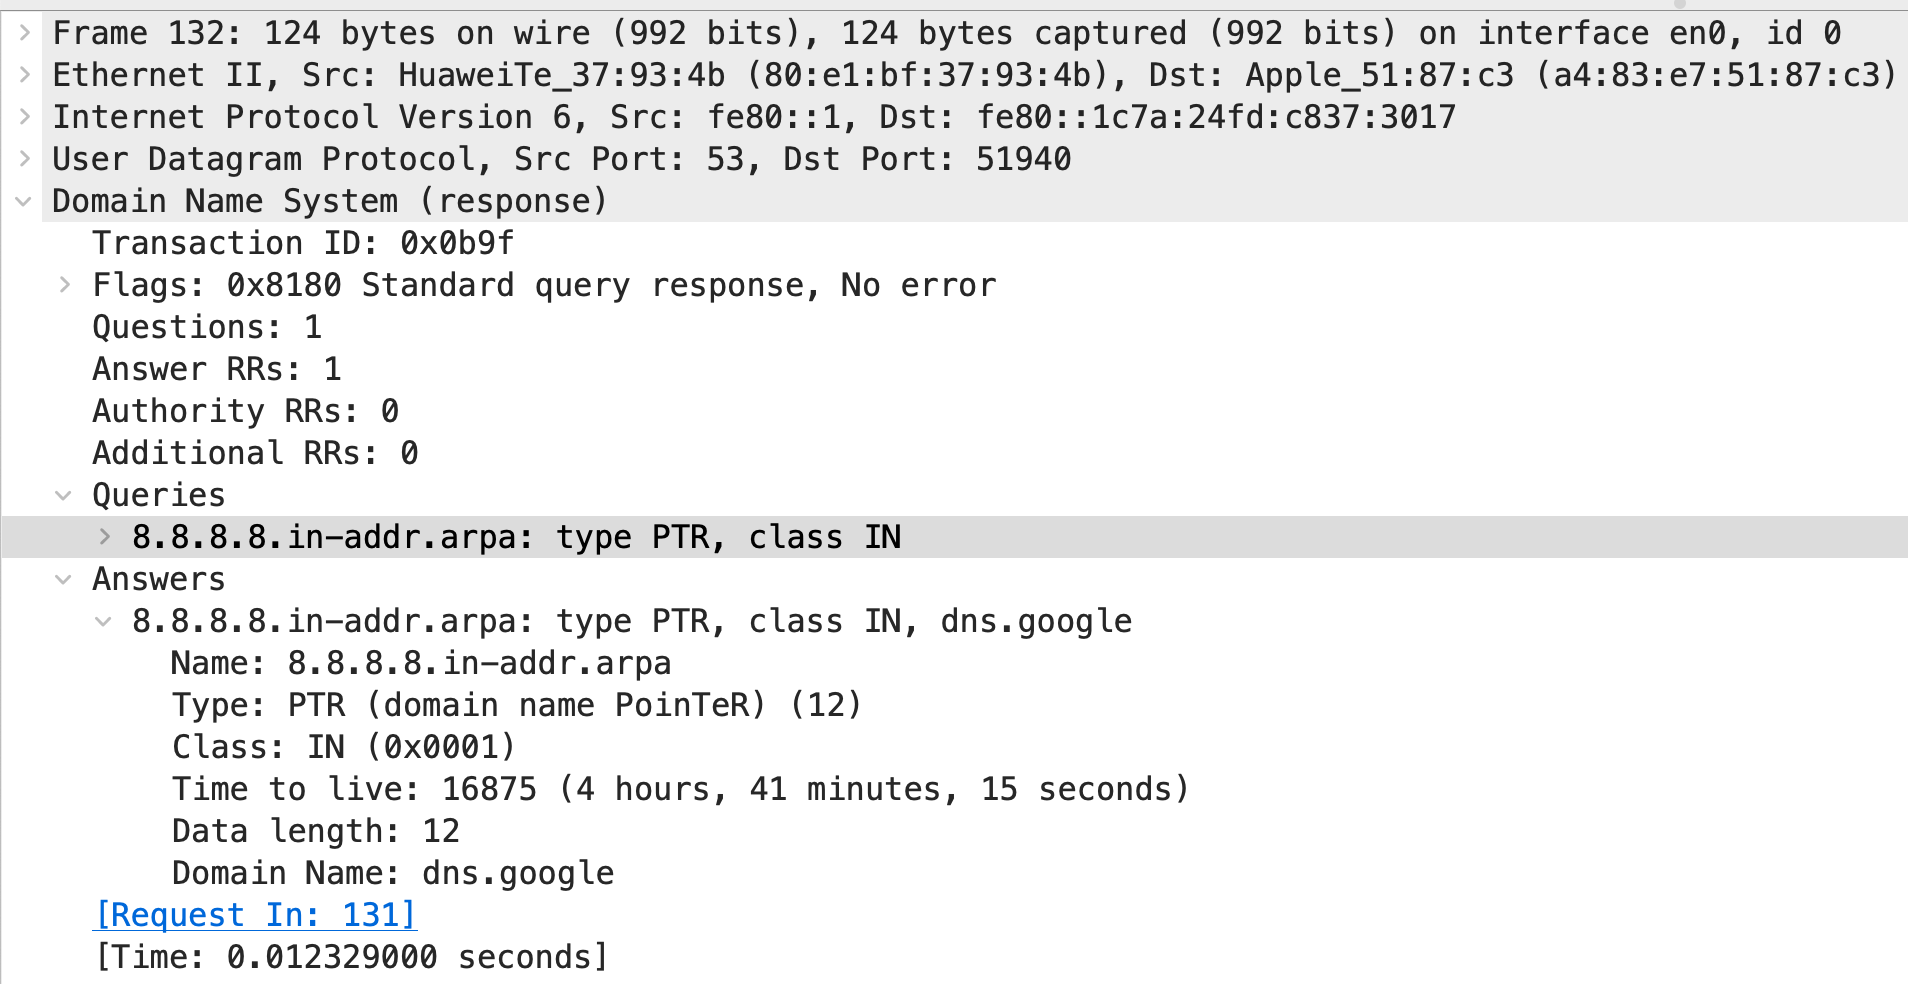 Frame 132: 124 bytes on wire (992 bits), 124 bytes captured (992 bits) on interface en0, id 0
Ethernet II, Src: HuaweiTe_37:93:4b (80:e1:bf:37:93:4b), Dst: Apple_51:87:c3 (a4:83:e7:51:87:c3)
Internet Protocol Version 6, Src: fe80::1, Dst: fe80::1c7a:24fd:c837:3017
User Datagram Protocol, Src Port: 53, Dst Port: 51940
Domain Name System (response)
Transaction ID: 0x0b9f
Flags: 0x8180 Standard query response, No error
Questions: 1
Answer RRs: 1
Authority RRs: 0
Additional RRs: 0
Queries
8.8.8.8.in-addr.arpa: type PTR, class IN
Answers
8.8.8.8.in-addr.arpa: type PTR, class IN, dns.google
Name: 8.8.8.8.in-addr.arpa
Type: PTR (domain name PoinTeR) (12)
Class: IN (0x0001)
Time to live: 16875 (4 hours, 41 minutes, 15 seconds)
Data length: 12
Domain Name: dns.google
[Request In: 131]
[Time: 0.012329000 seconds]